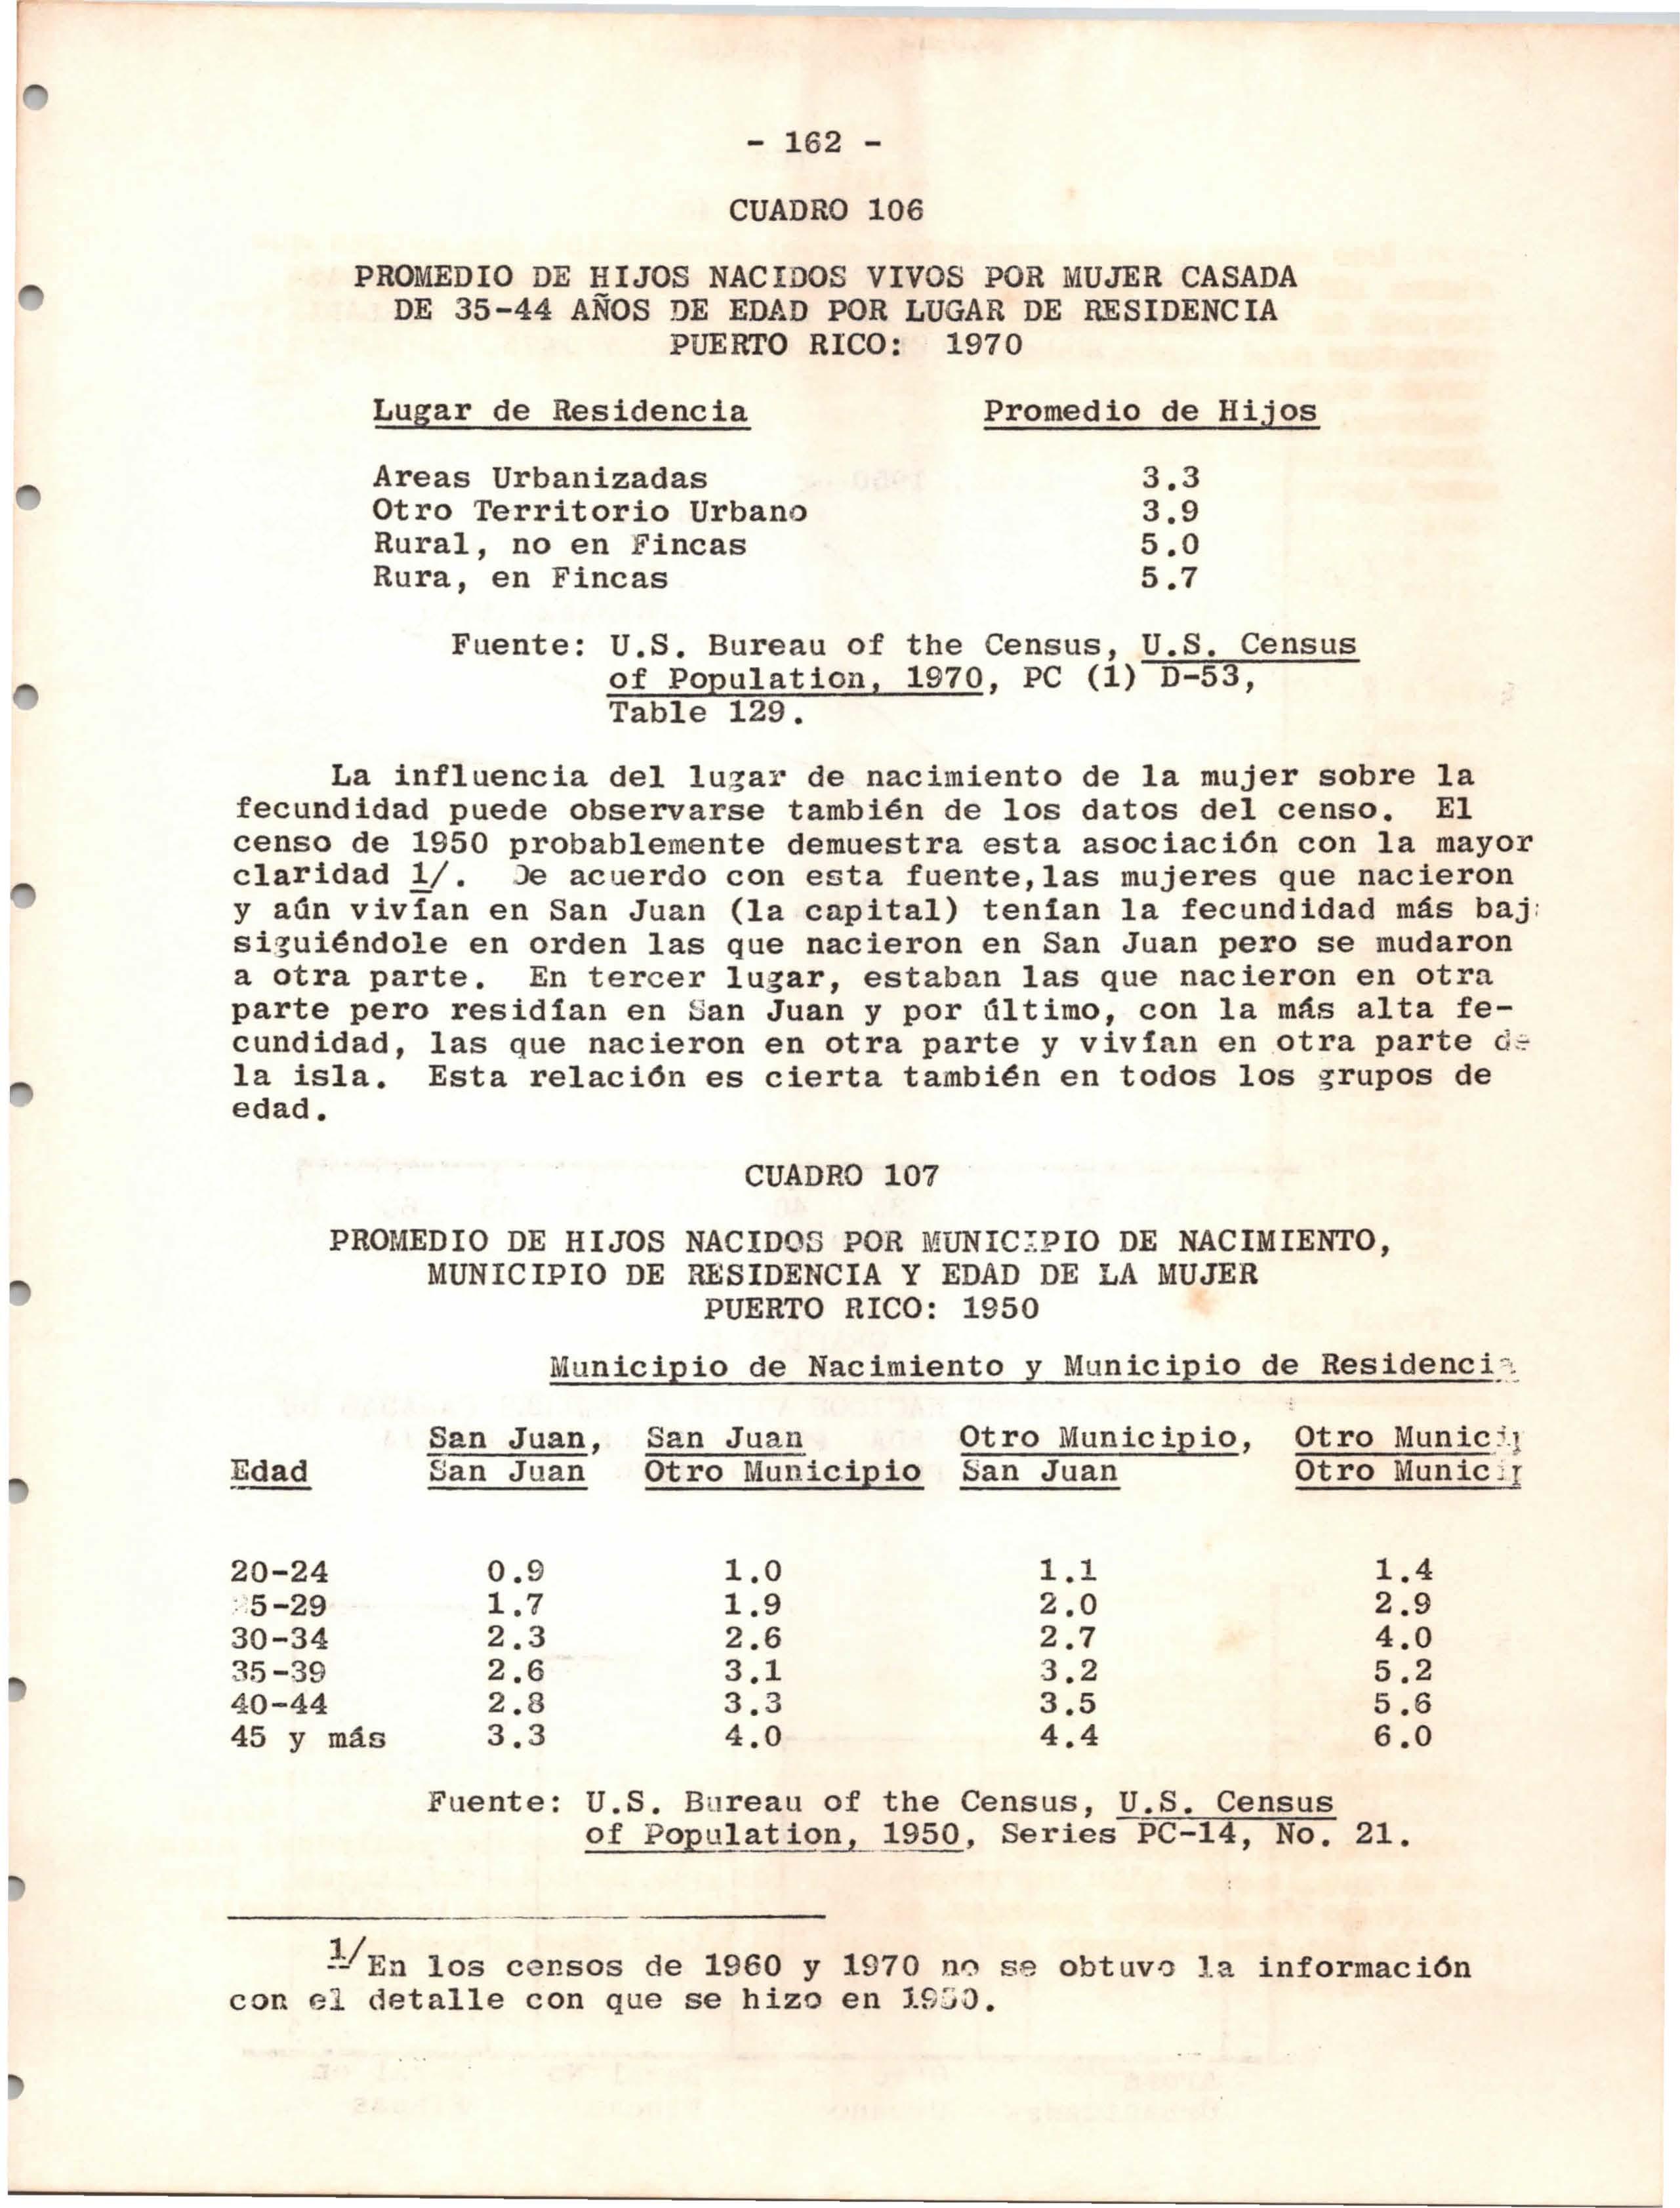 - 162 -
CUADRO 106
PROMEDIO DE HIJOS NACIDOS VIVOS POR MUJER CASADA
DE 35-44 AÑOS DE EDAD POR LUGAR DE RESIDENCIA
PUERTO RICO: 1970
Lugar de Residencia Promedio de Hijos
Areas Urbanizadas 3.3
Otro Territorio Urbano 3.9
Rural, no en Fincas 5.0
Rura, en Fincas 5.7
Fuente: U.S. Bureau of the Census, U.S. Census
of Population, 1970, PC (1) D-53,
Table 129.
La influencia del lugar de nacimiento de la mujer sobre la
fecundidad puede observarse también de los datos del censo. El
censo de 1950 probablemente demuestra esta asociación con la mayor
claridad 1/. De acuerdo con esta fuente, las mujeres que nacieron
y aún vivían en San Juan (la capital) tenían la fecundidad más baj
siguiéndole en orden las que nacieron en San Juan pero se mudaron
a otra parte. En tercer lugar, estaban las que nacieron en otra
parte pero residían en San Juan y por último, con la más alta fe-
cundidad, las que nacieron en otra parte y vivían en otra parte de
la isla. Esta relación es cierta también en todos los grupos de
edad.
CUADRO 107
PROMEDIO DE HIJOS NACIDOS POR MUNICIPIO DE NACIMIENTO,
MUNICIPIO DE RESIDENCIA Y EDAD DE LA MUJER
PUERTO RICO: 1950
Municipio de Nacimiento y Municipio de Residencia
San Juan, San Juan Otro Municipio, Otro Municip
Edad San Juan Otro Municipio San Juan Otro Municip
20-24 0.9 1.0 1.1 1.4
25-29 1.7 1.9 2.0 2.9
30-34 2.3 2.6 2.7 4.0
35-39 2.6 3.1 3.2 5.2
40-44 2.8 3.3 3.5 5.6
45 y más 3.3 4.0 4.4 6.0
Fuente: U.S. Bureau of the Census, U.S. Census
of Population, 1950, Series PC-14, No. 21.
1/En los censos de 1960 y 1970 no se obtuvo la información
con el detalle con que se hizo en 1950.